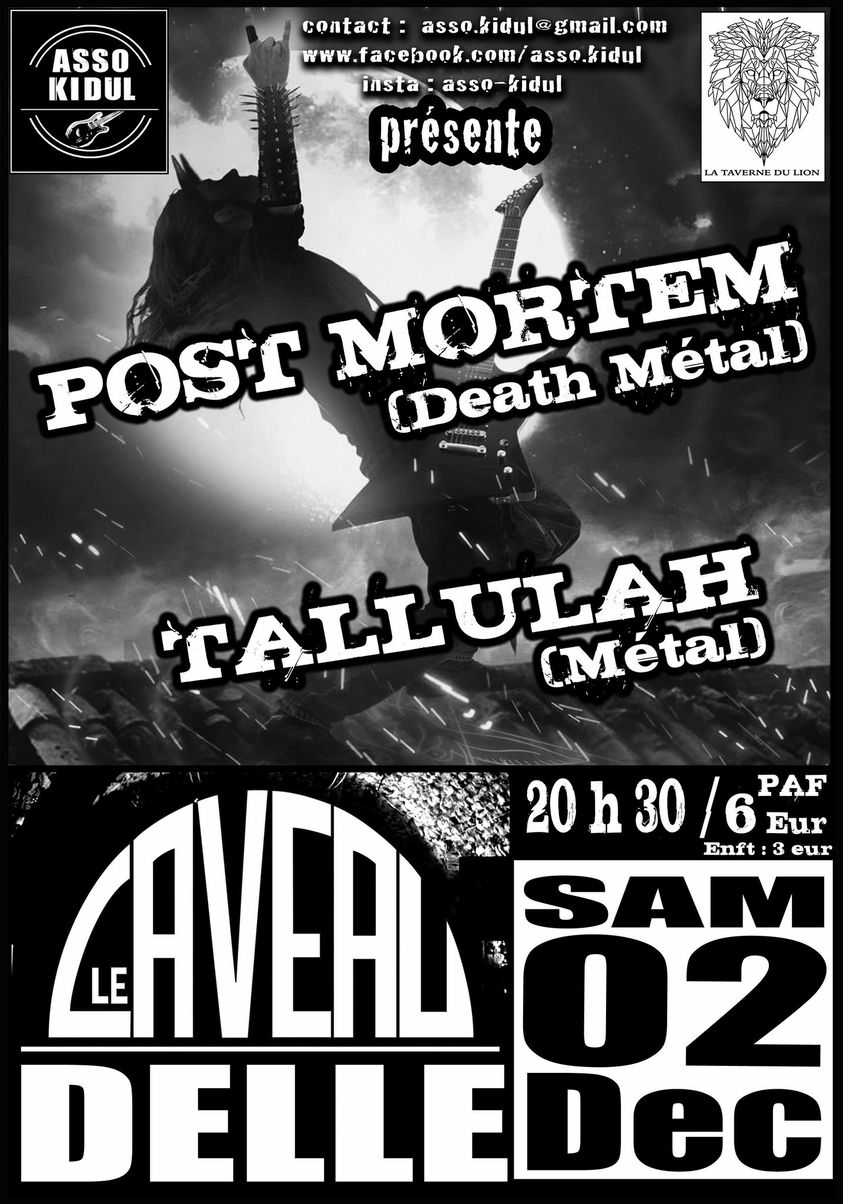 ASSO
KIDUL
contact : asso.kidul@gmail.com
www.facebook.com/asso.kidul
insta : asso-kidul
présente
LA TAVERNE DU LION
POST MORTEM
(Death Métal)
TALLULAH
(Métal)
LE CAVEAU
DELLE
20 h 30 / 6 PAF Eur
Enft : 3 eur
SAM
02
Dec